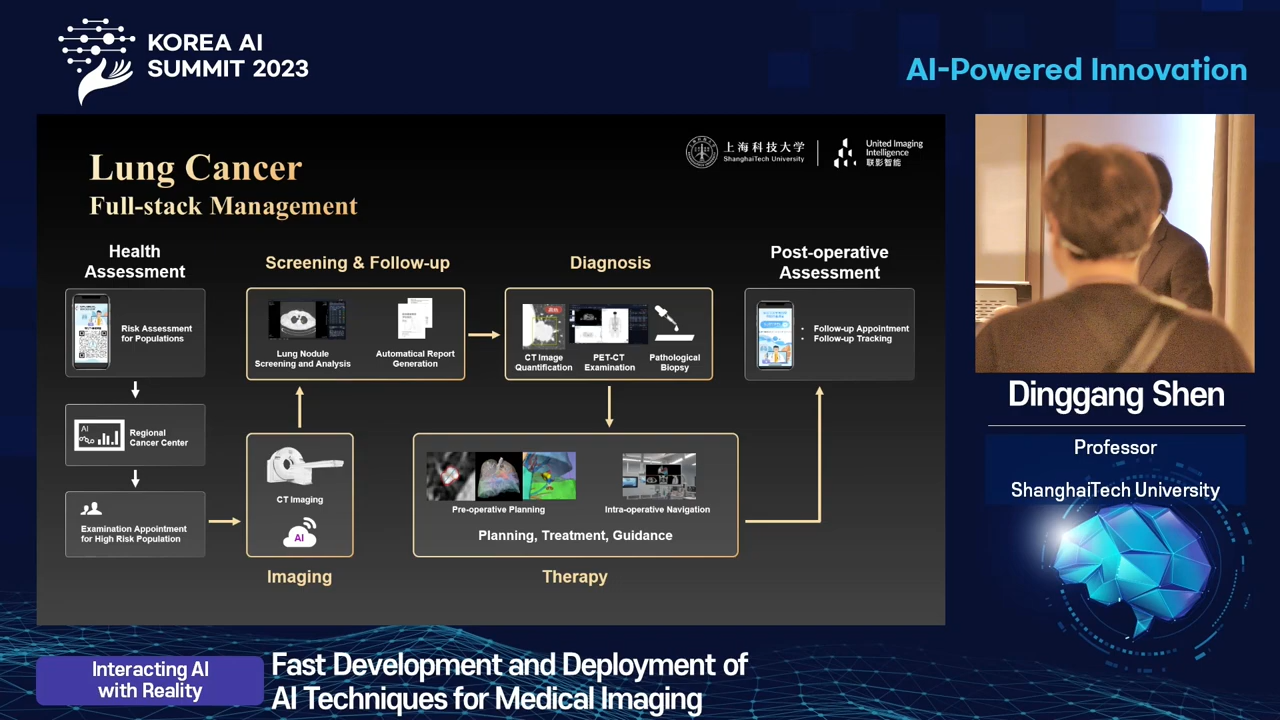 KOREA AI
SUMMIT 2023
AI-Powered Innovation
Lung Cancer
Full-stack Management
上海科技大学
ShanghaiTech University
United Imaging
Intelligence
联影智能
Health
Assessment
Risk Assessment
for Populations
Regional
Cancer Center
AI
Examination Appointment
for High Risk Population
Screening & Follow-up
Lung Nodule
Screening and Analysis
Automatical Report
Generation
CT Imaging
AI
Imaging
Diagnosis
CT Image
Quantification
PET-CT
Examination
Pathological
Biopsy
Pre-operative Planning
Intra-operative Navigation
Planning, Treatment, Guidance
Therapy
Post-operative
Assessment
• Follow-up Appointment
• Follow-up Tracking
Dinggang Shen
Professor
ShanghaiTech University
Interacting AI
with Reality
Fast Development and Deployment of
AI Techniques for Medical Imaging